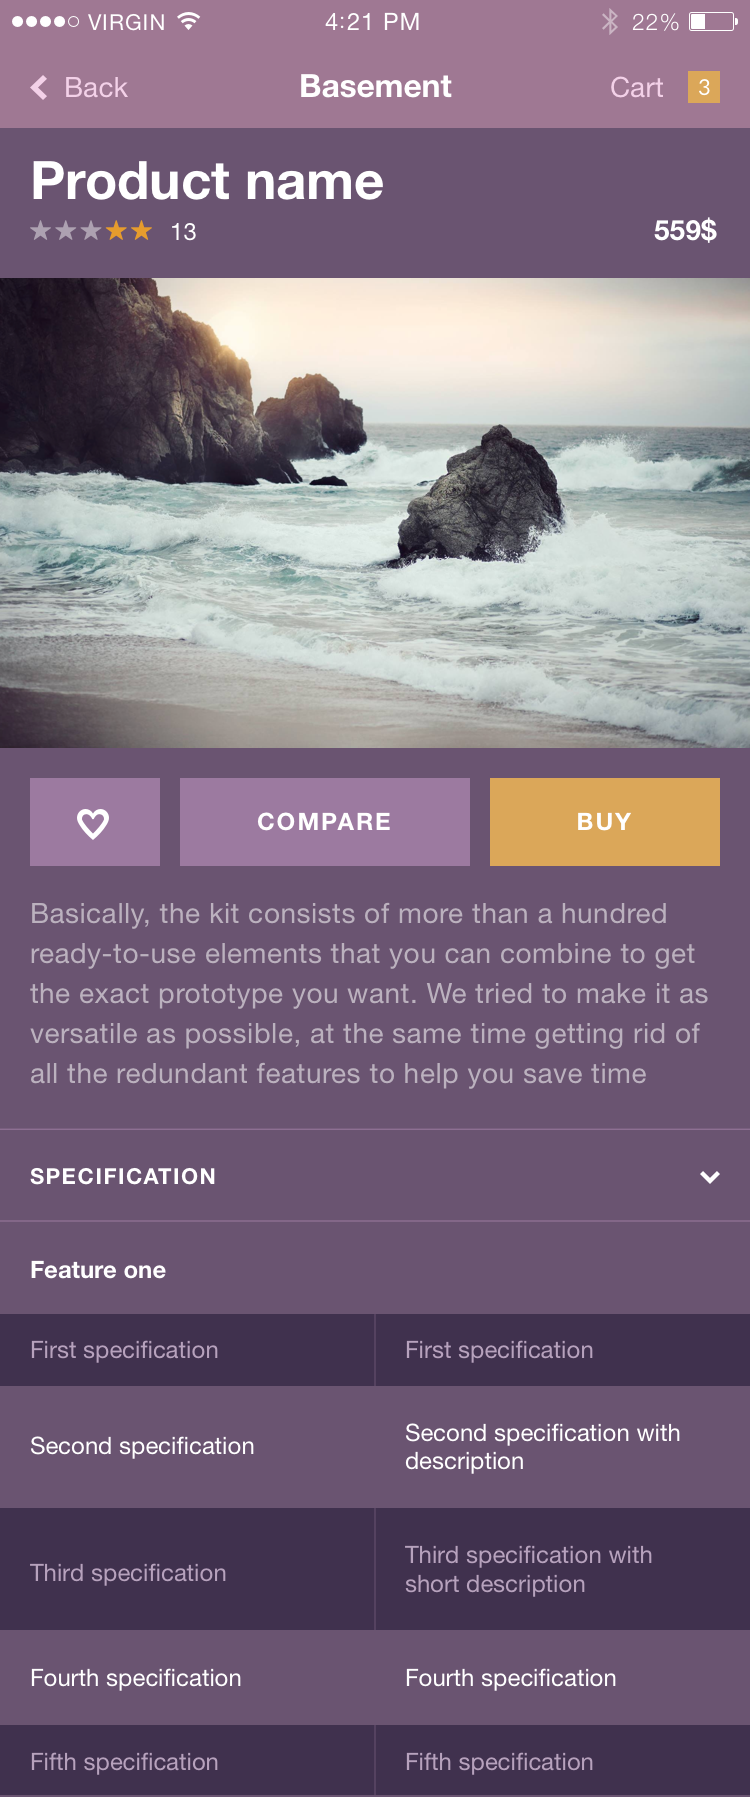 VIRGIN 4:21 PM 22%
Back Basement Cart 3
Product name
13 559$
COMPARE BUY
Basically, the kit consists of more than a hundred
ready-to-use elements that you can combine to get
the exact prototype you want. We tried to make it as
versatile as possible, at the same time getting rid of
all the redundant features to help you save time
SPECIFICATION
Feature one
First specification First specification
Second specification Second specification with
description
Third specification Third specification with
short description
Fourth specification Fourth specification
Fifth specification Fifth specification